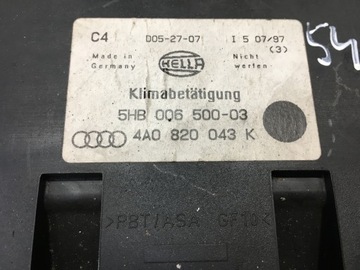 C4 D05-27-07 I 5 07/97
(3)
Made in Germany
HELLA
Nicht werfen
Klimabetätigung
5HB 006 500-03
4A0 820 043 K
54